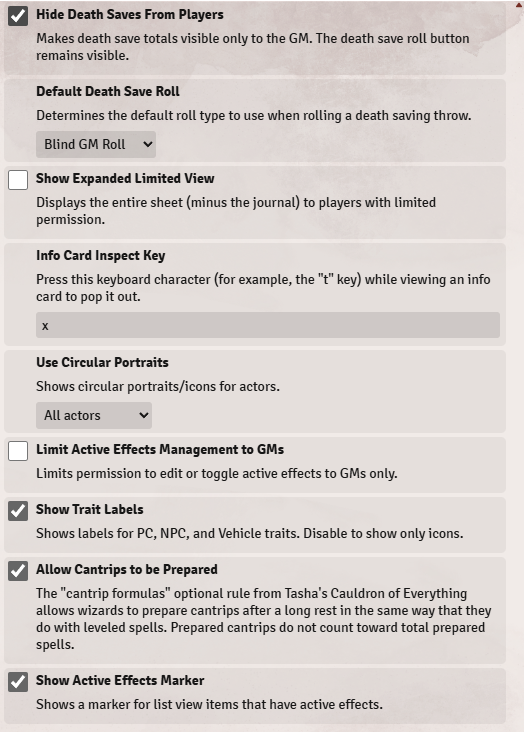 Hide Death Saves From Players
Makes death save totals visible only to the GM. The death save roll button
remains visible.
Default Death Save Roll
Determines the default roll type to use when rolling a death saving throw.
Blind GM Roll
Show Expanded Limited View
Displays the entire sheet (minus the journal) to players with limited
permission.
Info Card Inspect Key
Press this keyboard character (for example, the "t" key) while viewing an info
card to pop it out.
x
Use Circular Portraits
Shows circular portraits/icons for actors.
All actors
Limit Active Effects Management to GMs
Limits permission to edit or toggle active effects to GMs only.
Show Trait Labels
Shows labels for PC, NPC, and Vehicle traits. Disable to show only icons.
Allow Cantrips to be Prepared
The "cantrip formulas" optional rule from Tasha's Cauldron of Everything
allows wizards to prepare cantrips after a long rest in the same way that they
do with leveled spells. Prepared cantrips do not count toward total prepared
spells.
Show Active Effects Marker
Shows a marker for list view items that have active effects.